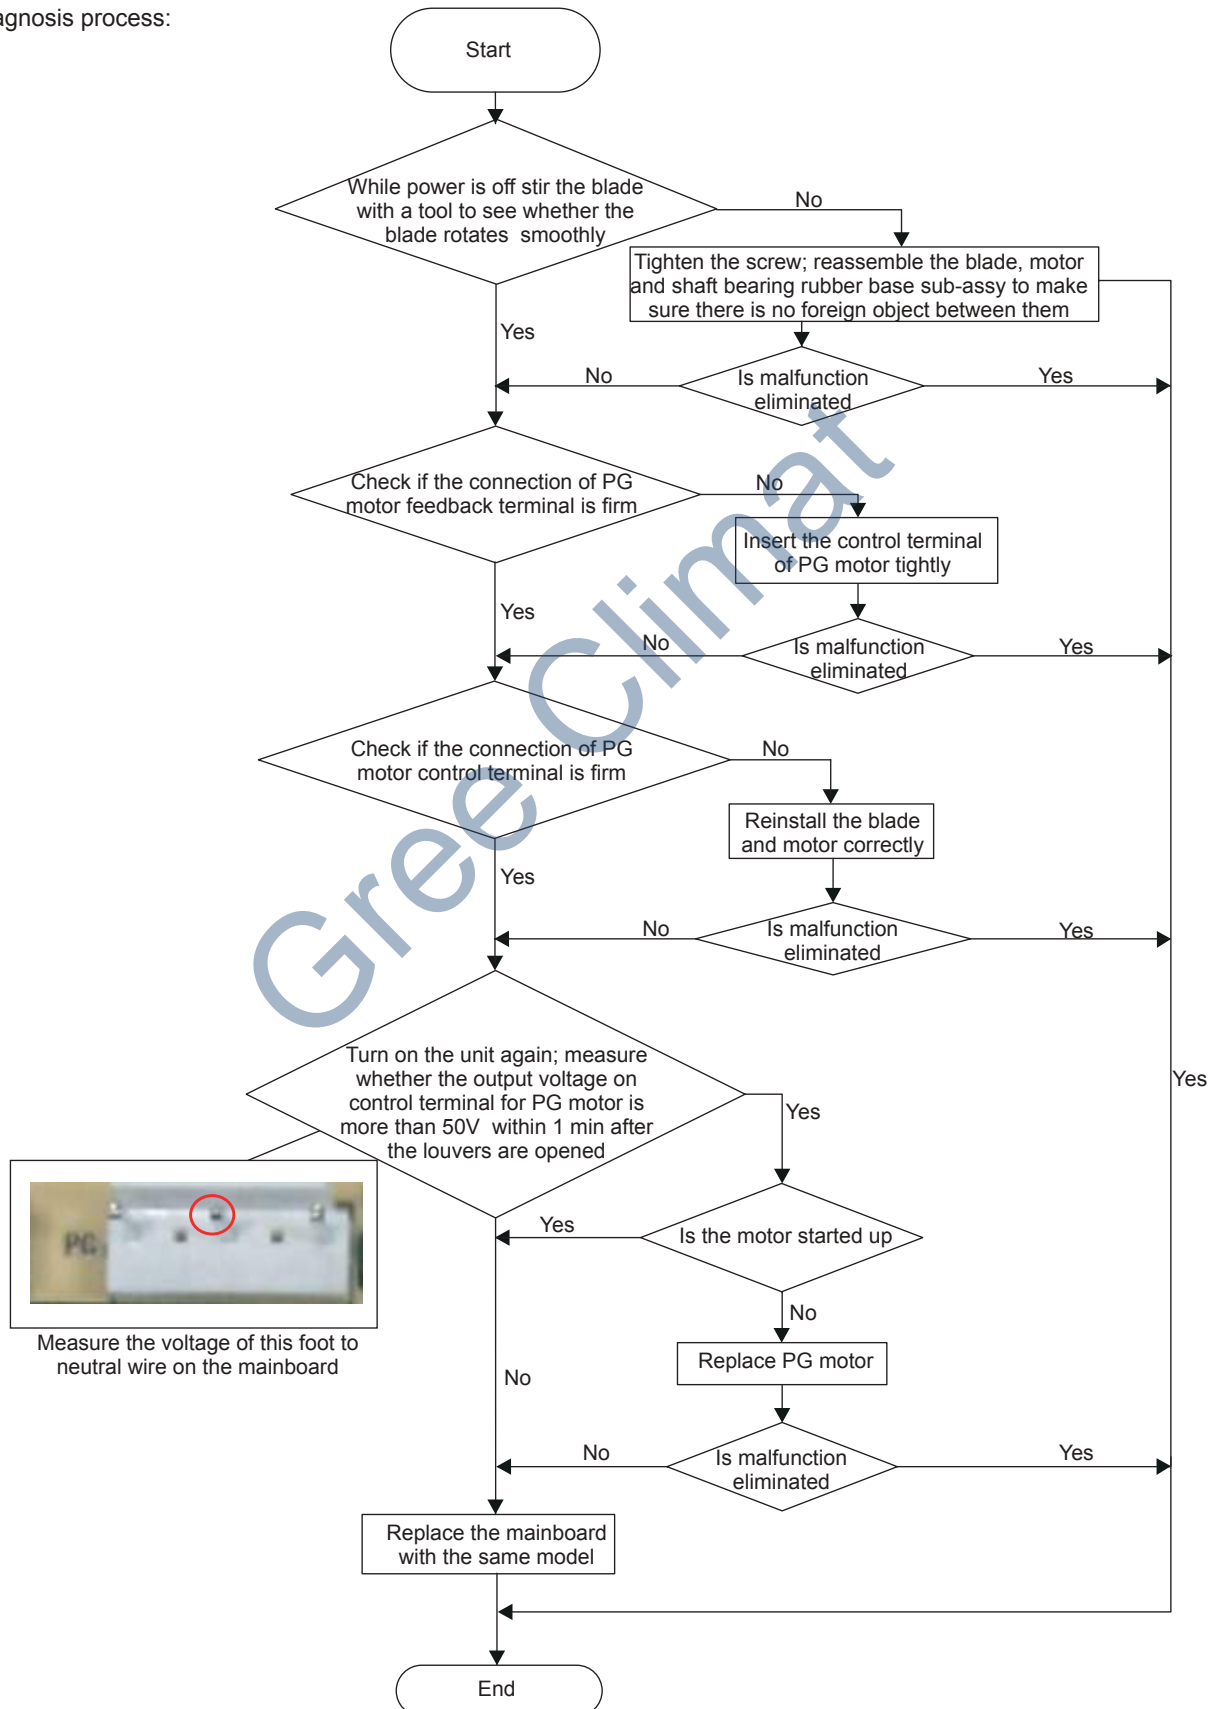 agnosis process:
Start
While power is off stir the blade
with a tool to see whether the
blade rotates smoothly
No
Tighten the screw; reassemble the blade, motor
and shaft bearing rubber base sub-assy to make
sure there is no foreign object between them
Yes
No
Is malfunction
eliminated
Yes
Check if the connection of PG
motor feedback terminal is firm
No
Insert the control terminal
of PG motor tightly
Yes
No
Is malfunction
eliminated
Yes
Check if the connection of PG
motor control terminal is firm
No
Reinstall the blade
and motor correctly
Yes
No
Is malfunction
eliminated
Yes
Turn on the unit again; measure
whether the output voltage on
control terminal for PG motor is
more than 50V within 1 min after
the louvers are opened
Yes
Yes
PG
Measure the voltage of this foot to
neutral wire on the mainboard
Yes
Is the motor started up
No
Replace PG motor
No
No
Is malfunction
eliminated
Yes
Replace the mainboard
with the same model
End
Gree Climat